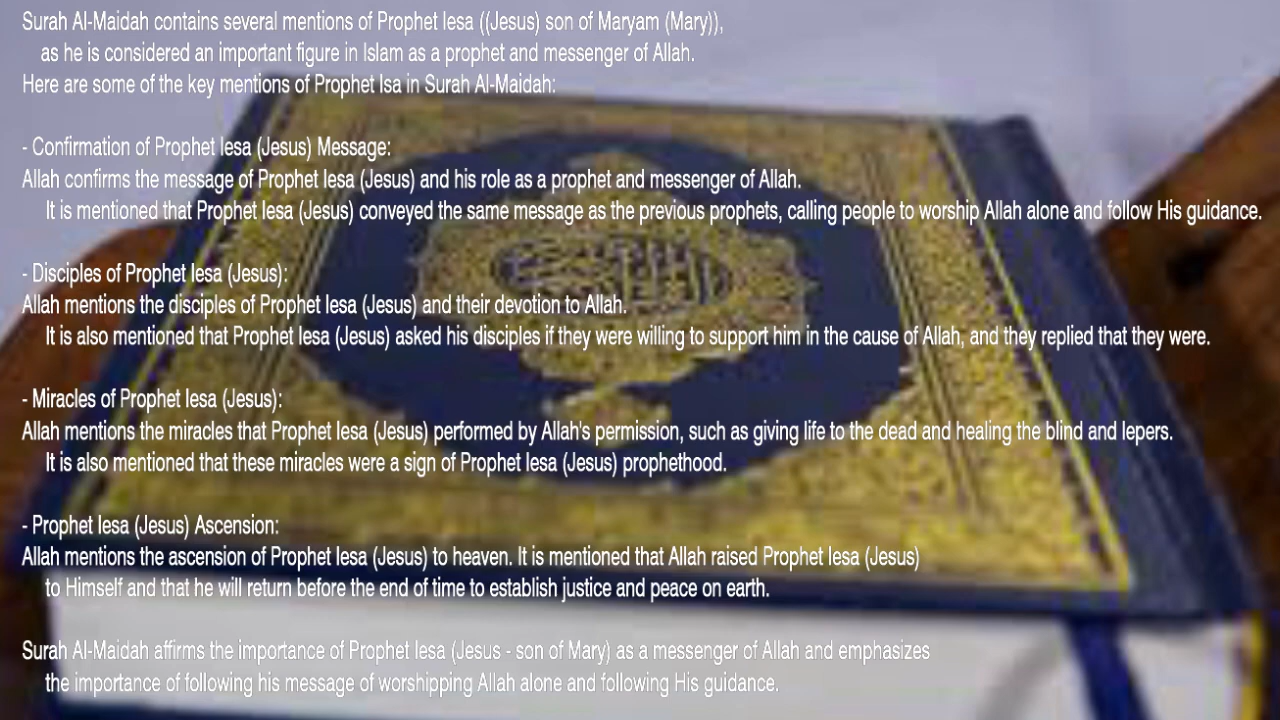 Surah Al-Maidah contains several mentions of Prophet Iesa ((Jesus) son of Maryam (Mary)),
as he is considered an important figure in Islam as a prophet and messenger of Allah.
Here are some of the key mentions of Prophet Isa in Surah Al-Maidah:
- Confirmation of Prophet Iesa (Jesus) Message:
Allah confirms the message of Prophet Iesa (Jesus) and his role as a prophet and messenger of Allah.
It is mentioned that Prophet Iesa (Jesus) conveyed the same message as the previous prophets, calling people to worship Allah alone and follow His guidance.
- Disciples of Prophet Iesa (Jesus):
Allah mentions the disciples of Prophet Iesa (Jesus) and their devotion to Allah.
It is also mentioned that Prophet Iesa (Jesus) asked his disciples if they were willing to support him in the cause of Allah, and they replied that they were.
- Miracles of Prophet Iesa (Jesus):
Allah mentions the miracles that Prophet Iesa (Jesus) performed by Allah's permission, such as giving life to the dead and healing the blind and lepers.
It is also mentioned that these miracles were a sign of Prophet Iesa (Jesus) prophethood.
- Prophet Iesa (Jesus) Ascension:
Allah mentions the ascension of Prophet Iesa (Jesus) to heaven. It is mentioned that Allah raised Prophet Iesa (Jesus)
to Himself and that he will return before the end of time to establish justice and peace on earth.
Surah Al-Maidah affirms the importance of Prophet Iesa (Jesus - son of Mary) as a messenger of Allah and emphasizes
the importance of following his message of worshipping Allah alone and following His guidance.